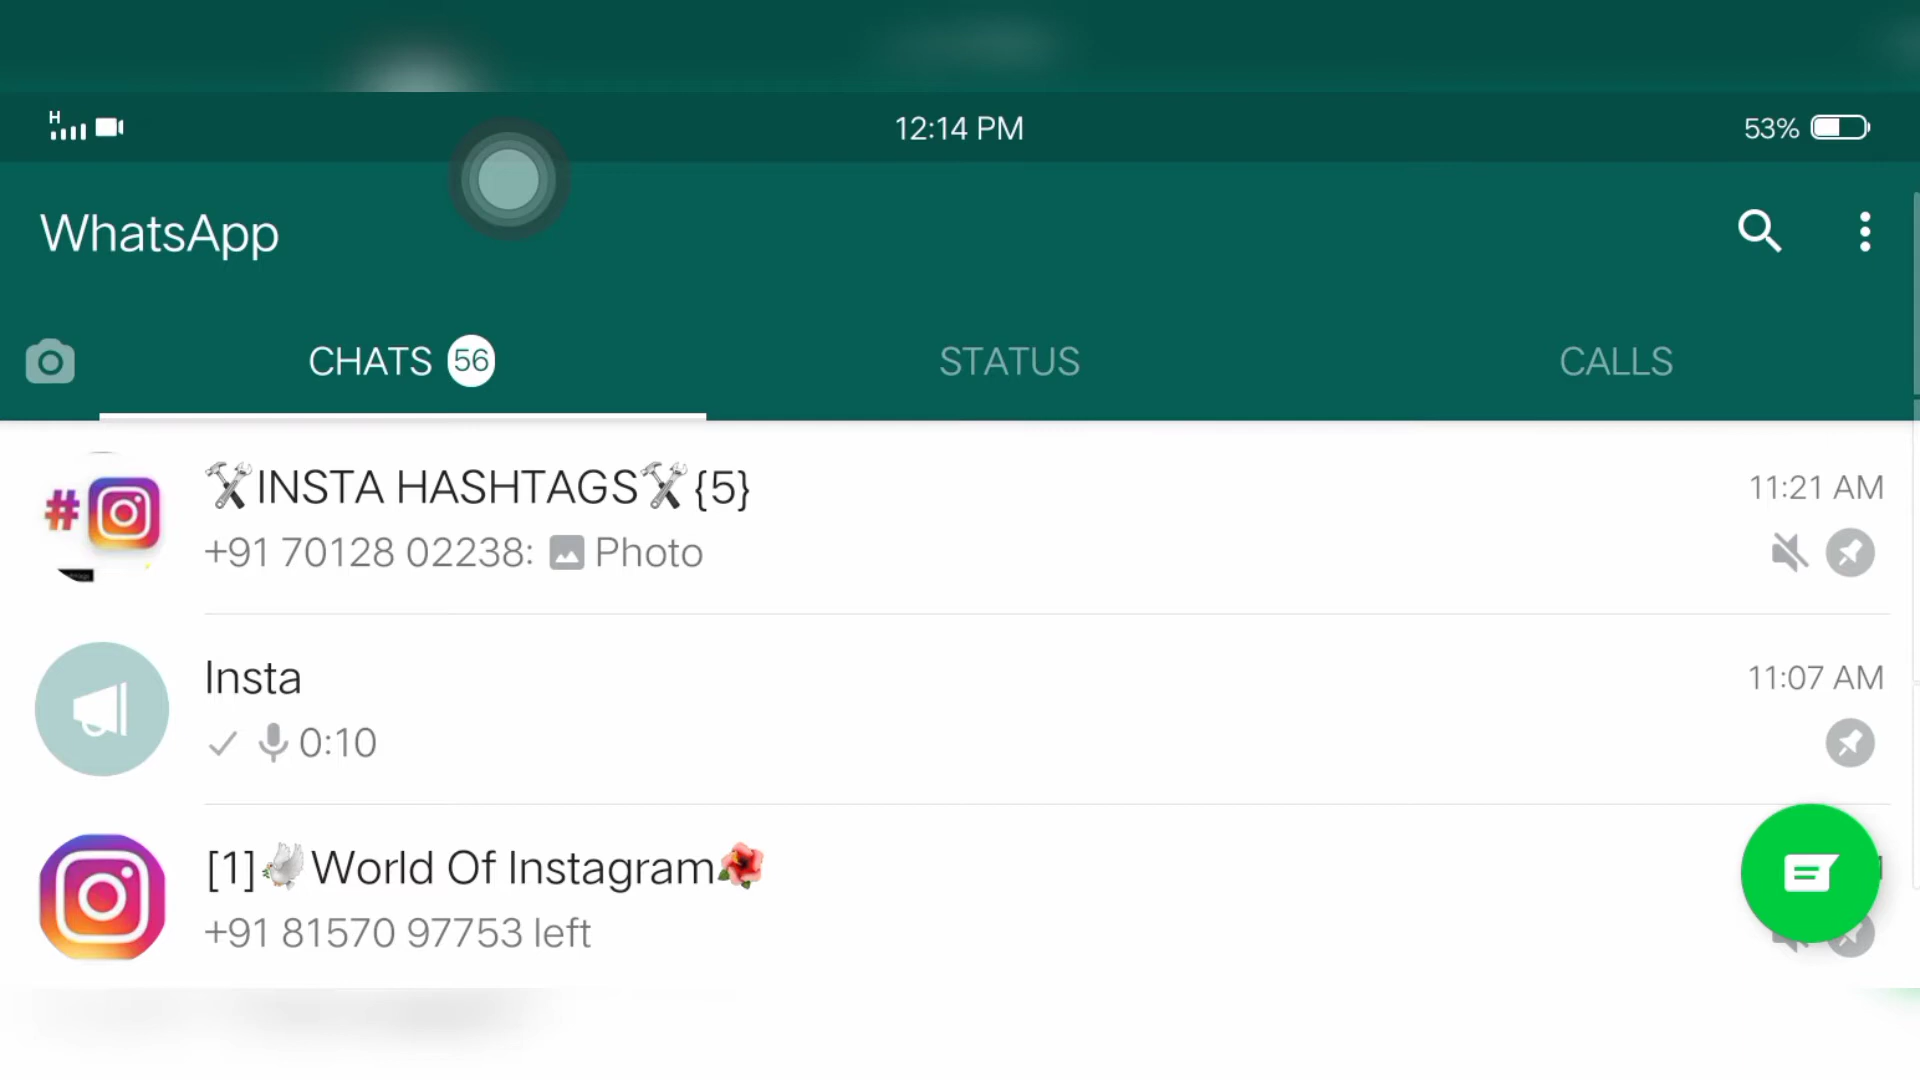 H
12:14 PM
53%
WhatsApp
CHATS 56
STATUS
CALLS
🛠INSTA HASHTAGS🛠{5}
11:21 AM
+91 70128 02238: Photo
Insta
11:07 AM
0:10
[1]🕊World Of Instagram🌺
+91 81570 97753 left